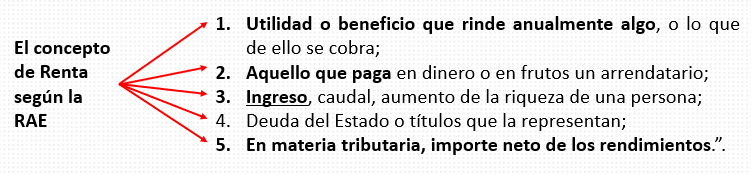 El concepto
de Renta
según la
RAE
1. Utilidad o beneficio que rinde anualmente algo, o lo que
de ello se cobra;
2. Aquello que paga en dinero o en frutos un arrendatario;
3. Ingreso, caudal, aumento de la riqueza de una persona;
4. Deuda del Estado o títulos que la representan;
5. En materia tributaria, importe neto de los rendimientos.”.